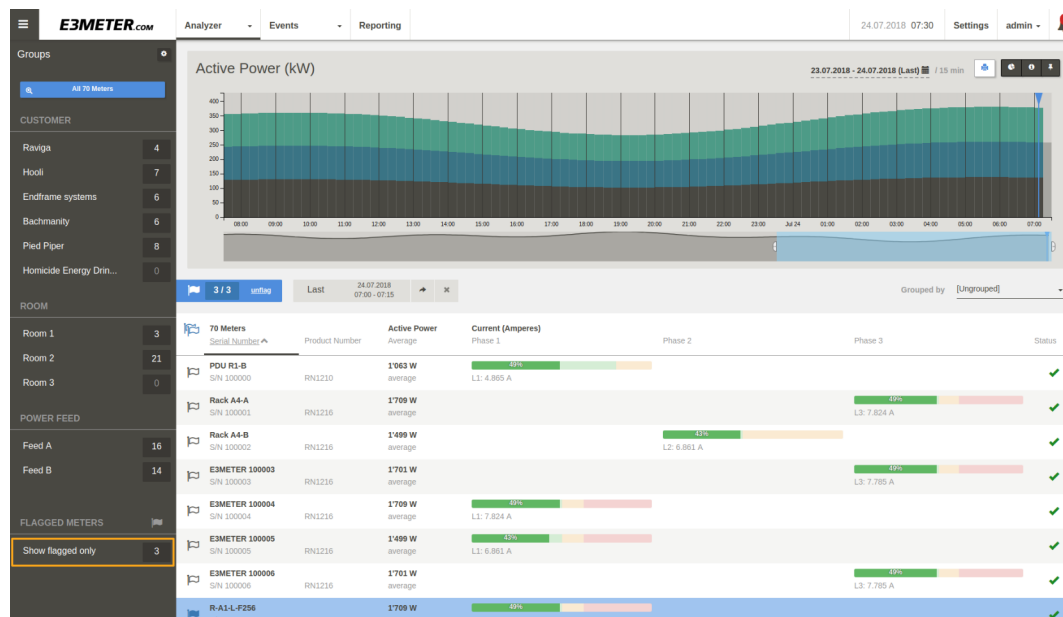 E3METER.COM
Analyzer
Events
Reporting
24.07.2018 07:30
Settings
admin
Groups
All 70 Meters
CUSTOMER
Raviga 4
Hooli 7
Endframe systems 6
Bachmanity 6
Pied Piper 8
Homicide Energy Drin... 0
ROOM
Room 1 3
Room 2 21
Room 3 0
POWER FEED
Feed A 16
Feed B 14
FLAGGED METERS
Show flagged only 3
Active Power (kW)
23.07.2018 - 24.07.2018 (Last) / 15 min
400
350
300
250
200
150
100
50
0
08:00 09:00 10:00 11:00 12:00 13:00 14:00 15:00 16:00 17:00 18:00 19:00 20:00 21:00 22:00 23:00 Jul 24 01:00 02:00 03:00 04:00 05:00 06:00 07:00
3 / 3 unflag
Last
24.07.2018
07:00 - 07:15
Grouped by [Ungrouped]
70 Meters Active Power Current (Amperes)
Serial Number Product Number Average Phase 1 Phase 2 Phase 3 Status
PDU R1-B 1'063 W 49%
S/N 100000 RN1210 average L1: 4.865 A
Rack A4-A 1'709 W 49%
S/N 100001 RN1216 average L3: 7.824 A
Rack A4-B 1'499 W 43%
S/N 100002 RN1216 average L2: 6.861 A
E3METER 100003 1'701 W 49%
S/N 100003 RN1216 average L3: 7.785 A
E3METER 100004 1'709 W 49%
S/N 100004 RN1216 average L1: 7.824 A
E3METER 100005 1'499 W 43%
S/N 100005 RN1216 average L1: 6.861 A
E3METER 100006 1'701 W 49%
S/N 100006 RN1216 average L3: 7.785 A
R-A1-L-F256 1'709 W 49%